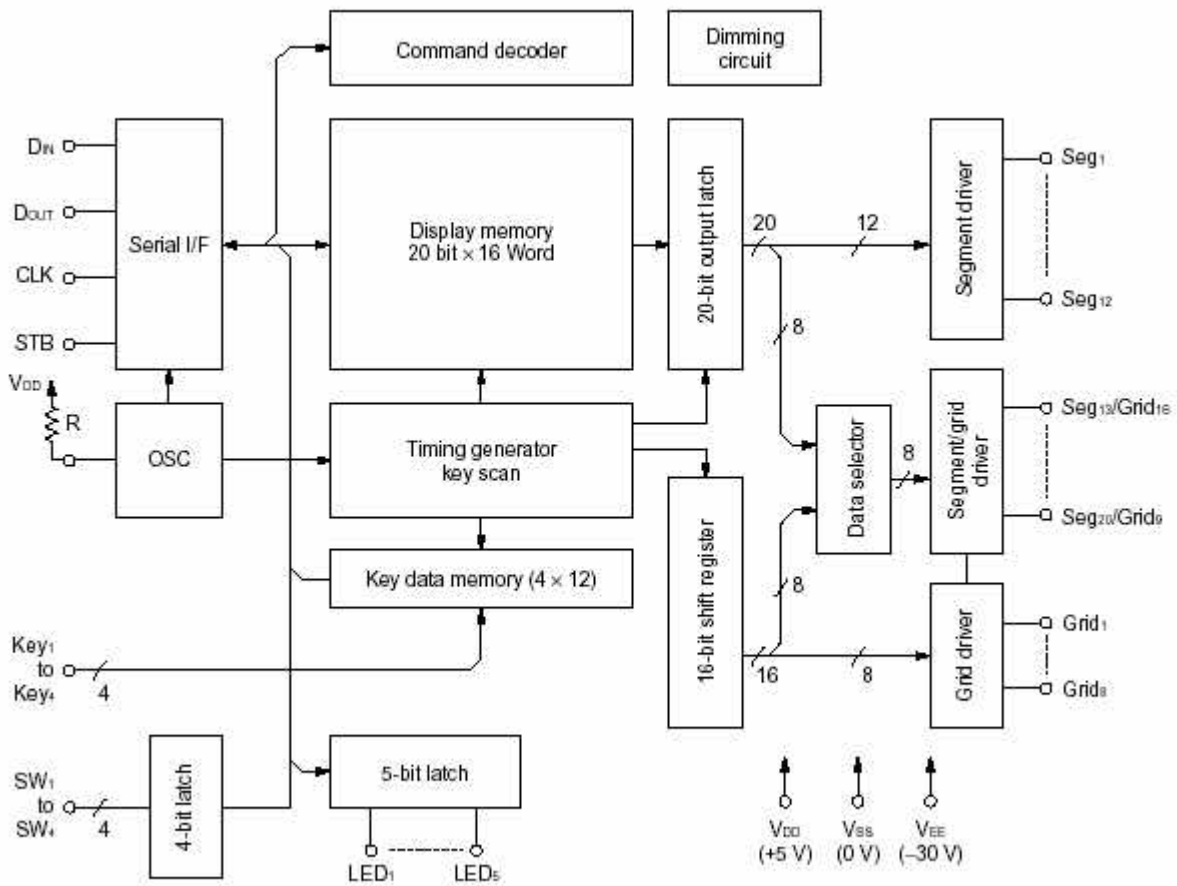 Command decoder
Dimming
circuit
DIN
DOUT
CLK
STB
Serial I/F
Display memory
20 bit × 16 Word
20-bit output latch
20
12
8
Segment driver
Seg1
Seg12
VDD
R
OSC
Timing generator
key scan
Data selector
8
Segment/grid
driver
Seg13/Grid16
Seg20/Grid9
Key data memory (4 × 12)
16-bit shift register
8
16
8
Grid driver
Grid1
Grid8
Key1
to
Key4
4
SW1
to
SW4
4
4-bit latch
5-bit latch
LED1
LED5
VDD
(+5 V)
VSS
(0 V)
VEE
(–30 V)